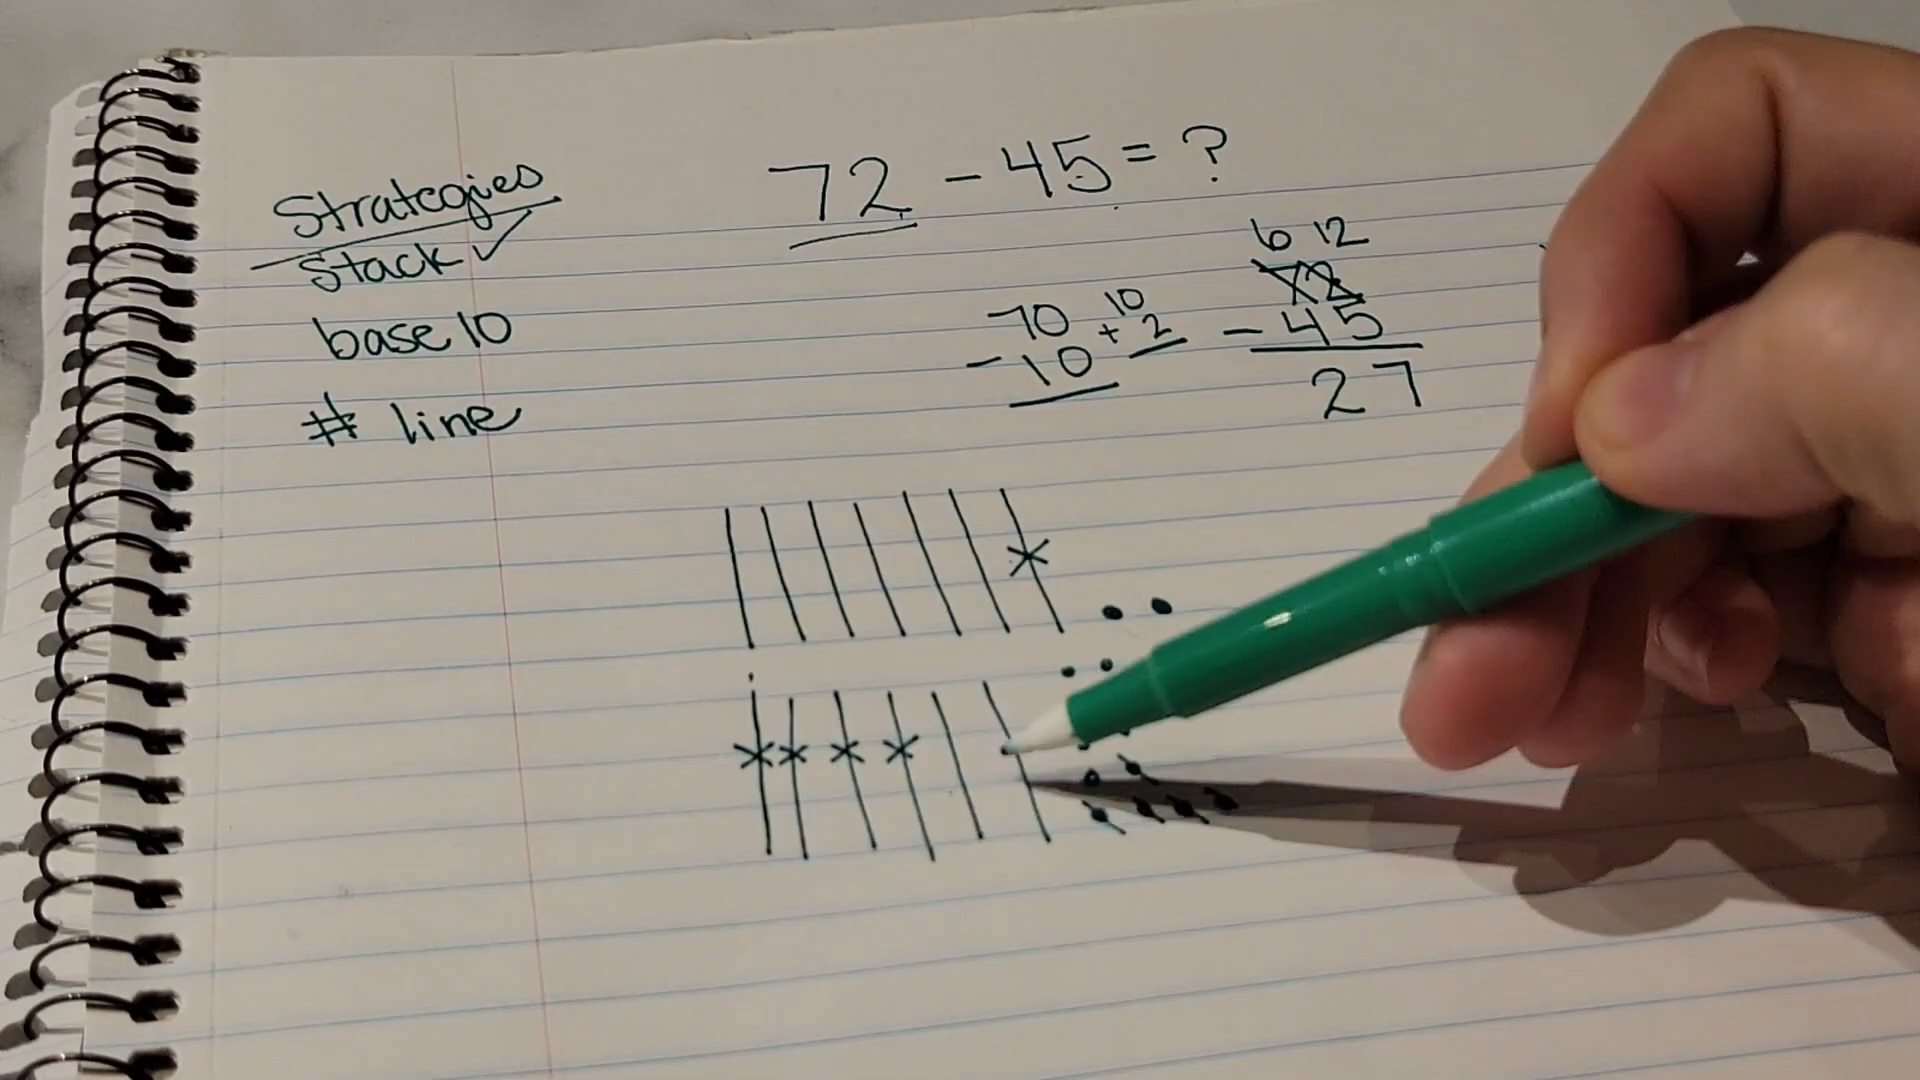 72 - 45 = ?
Strategies
Stack ✓
base 10
# line
6 12
72
- 45
27
10
70 + 2
- 10